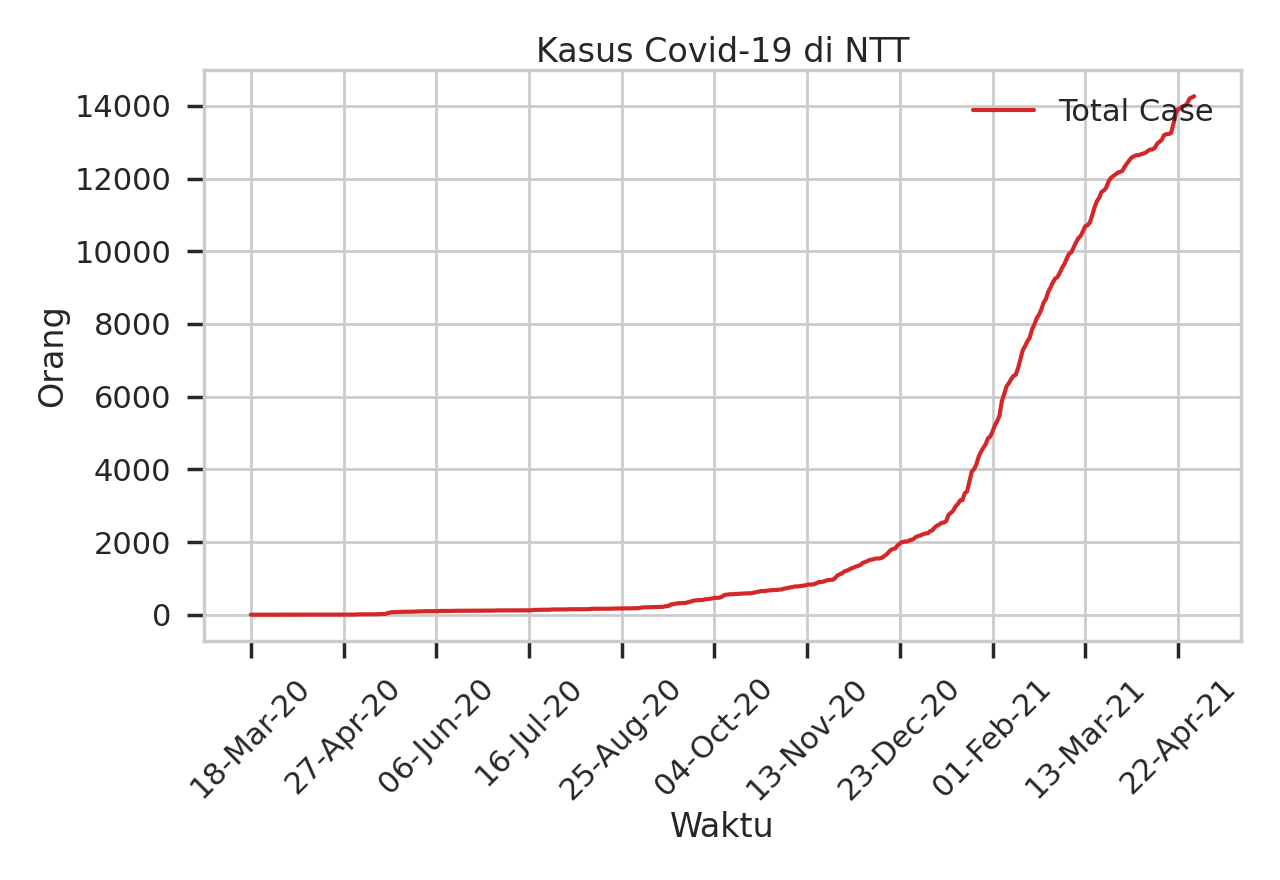 Kasus Covid-19 di NTT
Total Case
14000
12000
10000
8000
6000
4000
2000
0
Orang
18-Mar-20
27-Apr-20
06-Jun-20
16-Jul-20
25-Aug-20
04-Oct-20
13-Nov-20
23-Dec-20
01-Feb-21
13-Mar-21
22-Apr-21
Waktu